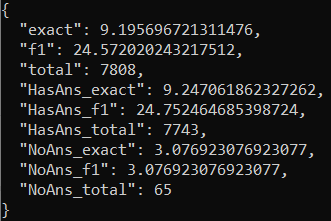 {
"exact": 9.195696721311476,
"f1": 24.572020243217512,
"total": 7808,
"HasAns_exact": 9.247061862327262,
"HasAns_f1": 24.752464685398724,
"HasAns_total": 7743,
"NoAns_exact": 3.076923076923077,
"NoAns_f1": 3.076923076923077,
"NoAns_total": 65
}